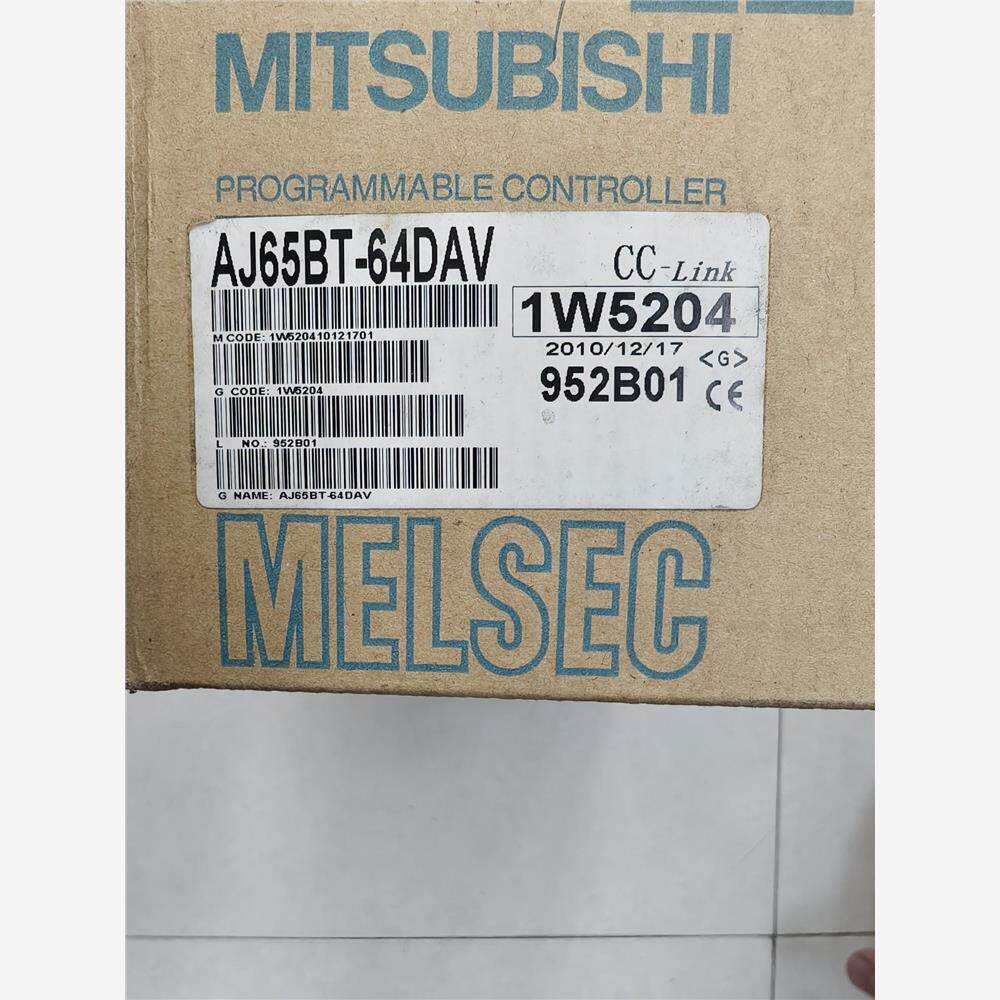 MITSUBISHI
PROGRAMMABLE CONTROLLER
AJ65BT-64DAV
CC-Link
1W5204
M CODE: 1W520410121701
2010/12/17 <G>
952B01 CE
G CODE: 1W5204
L NO.: 952B01
G NAME: AJ65BT-64DAV
MELSEC